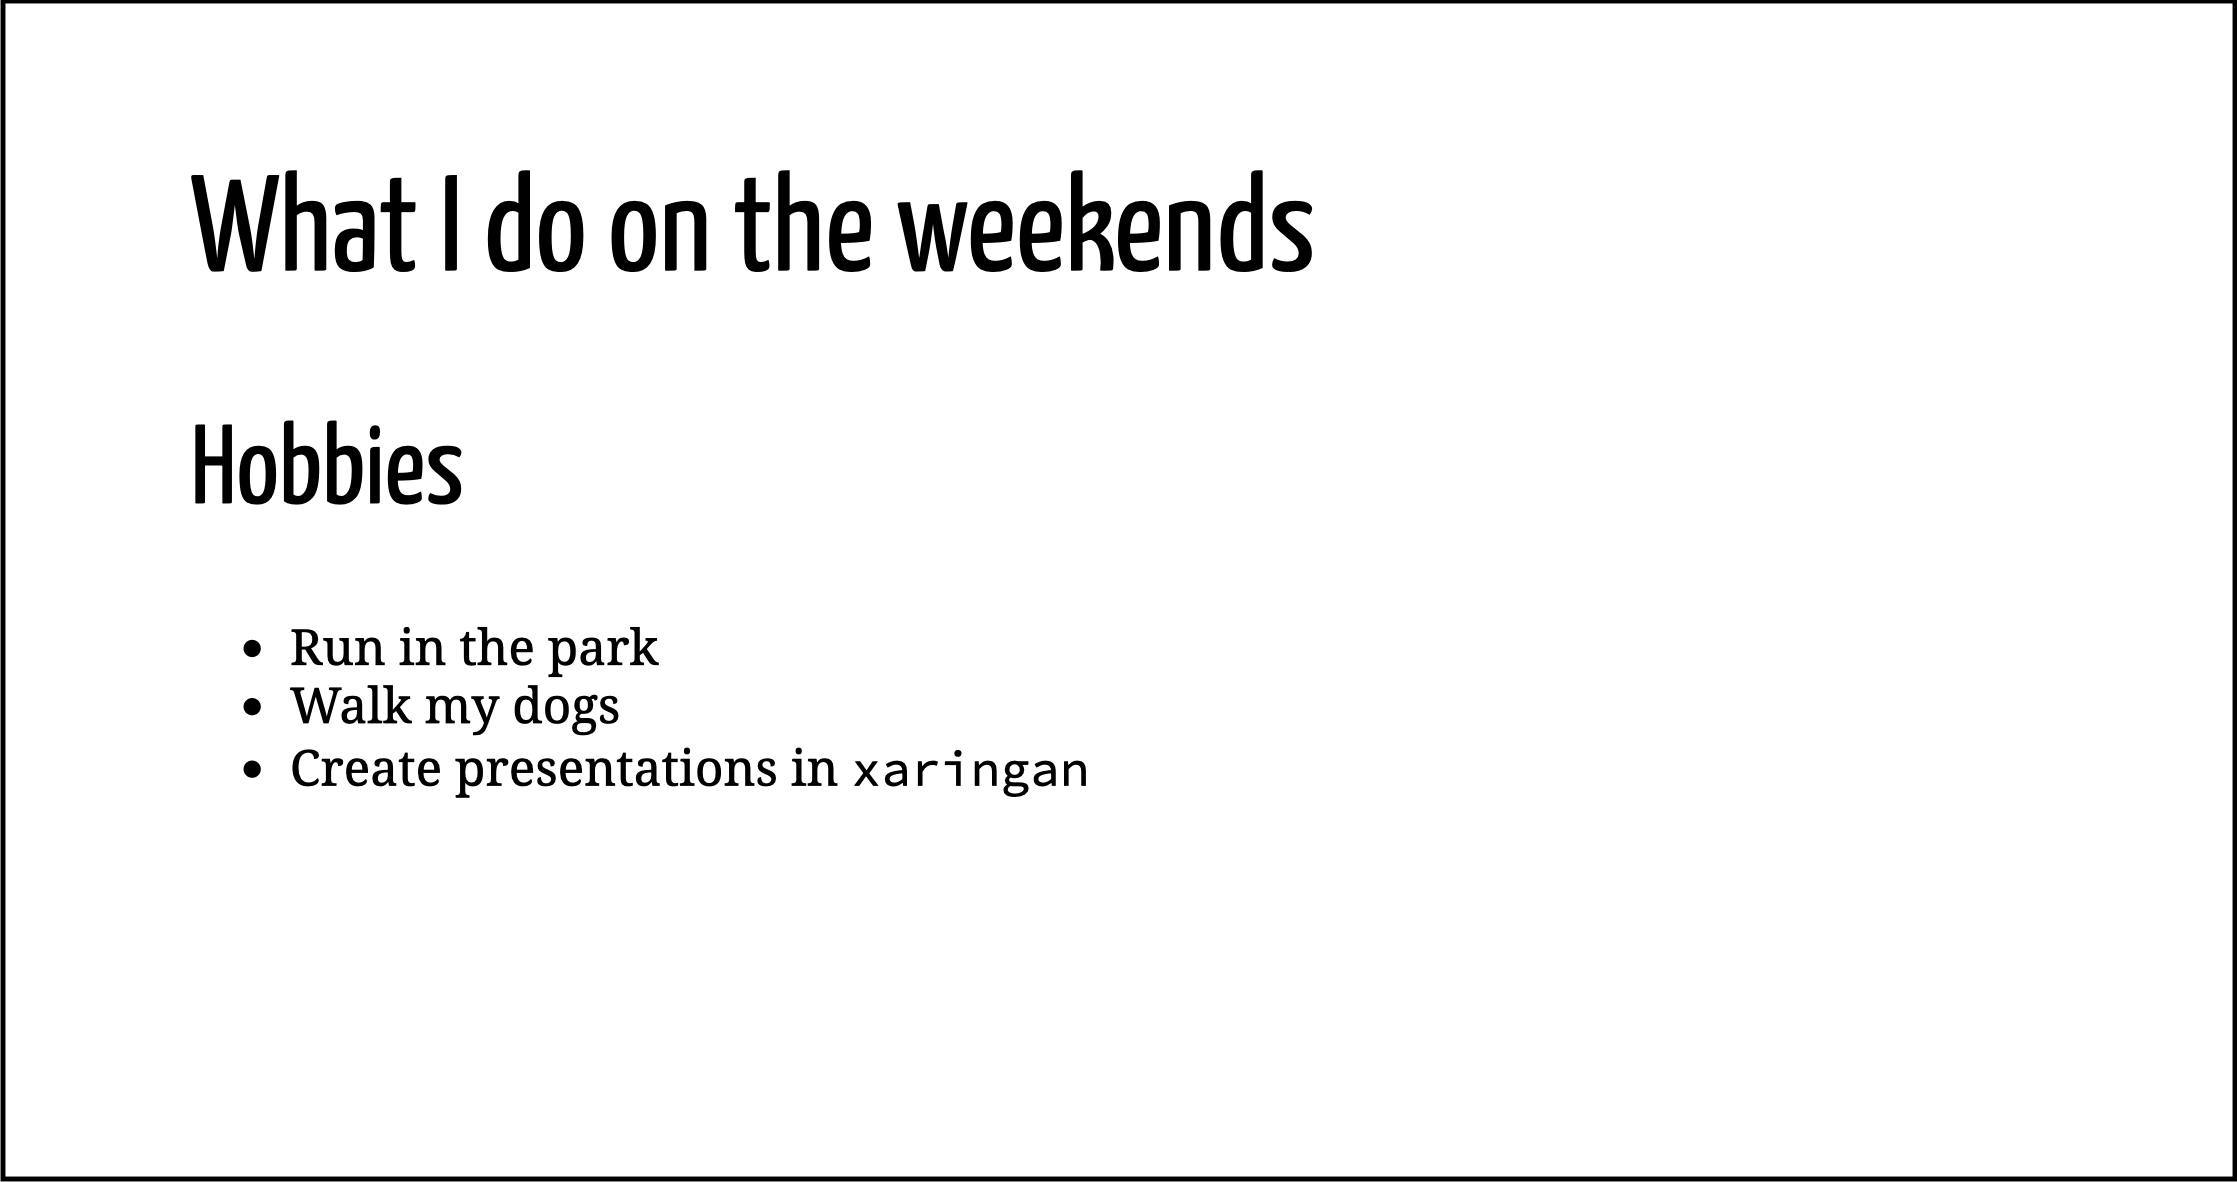 What I do on the weekends
Hobbies
• Run in the park
• Walk my dogs
• Create presentations in xaringan